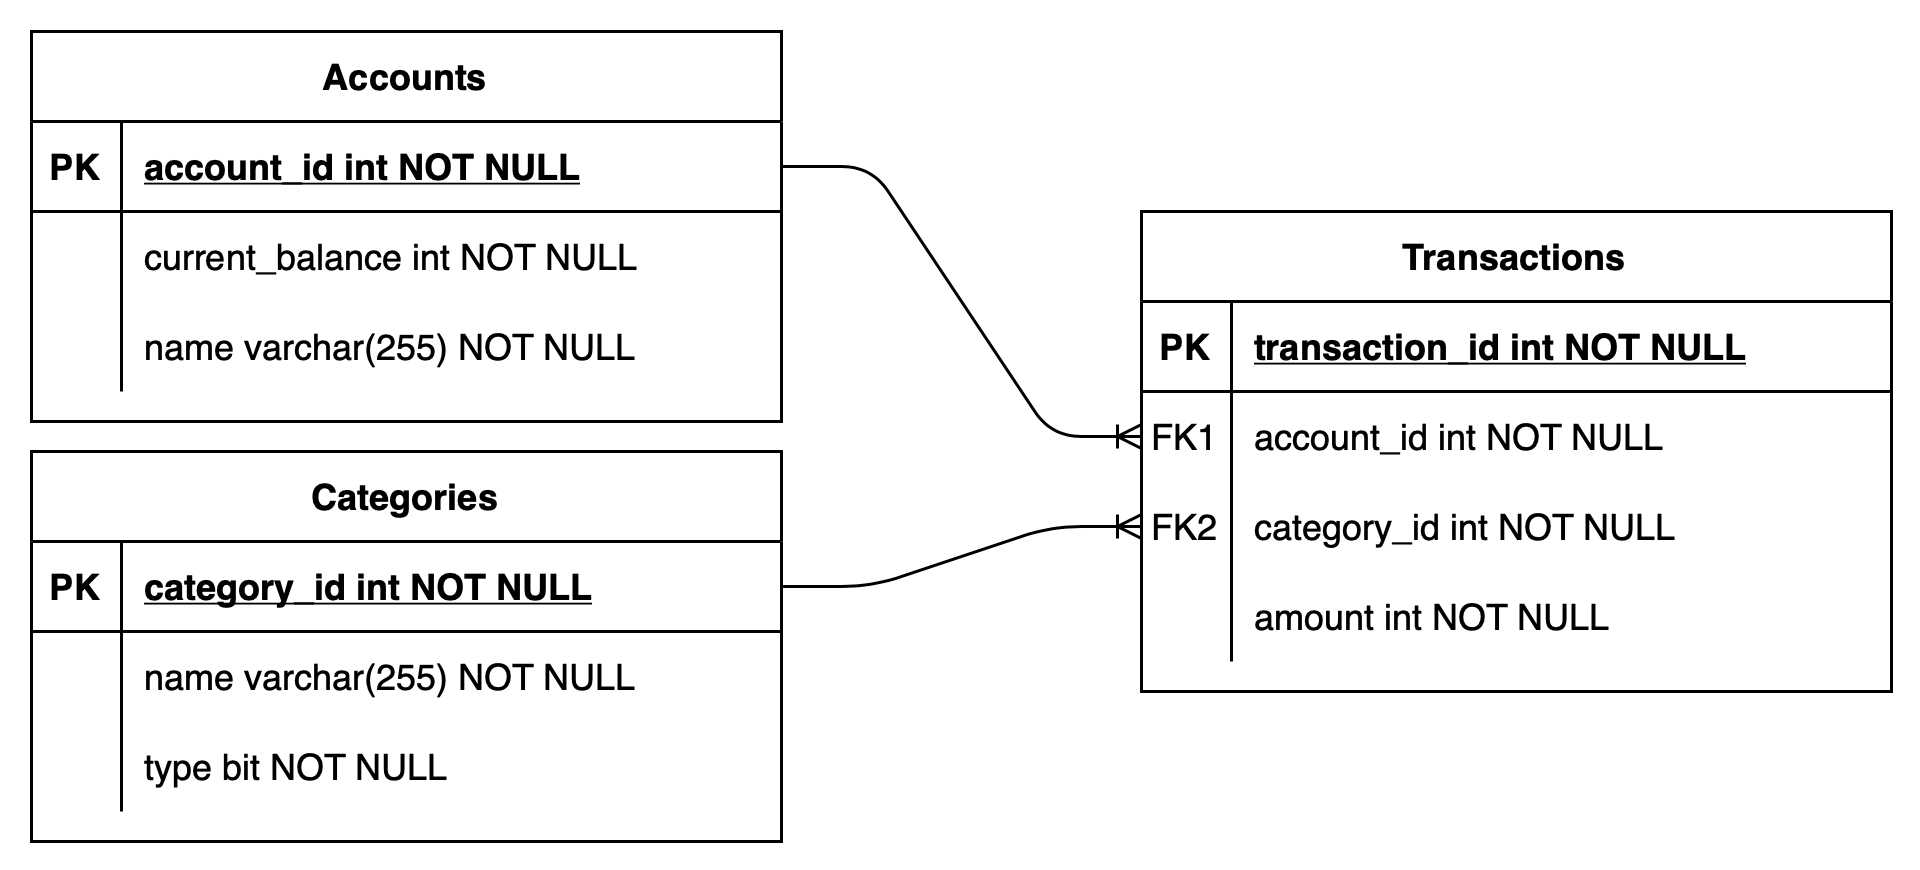 Accounts
PK account_id int NOT NULL
current_balance int NOT NULL
name varchar(255) NOT NULL
Categories
PK category_id int NOT NULL
name varchar(255) NOT NULL
type bit NOT NULL
Transactions
PK transaction_id int NOT NULL
FK1 account_id int NOT NULL
FK2 category_id int NOT NULL
amount int NOT NULL